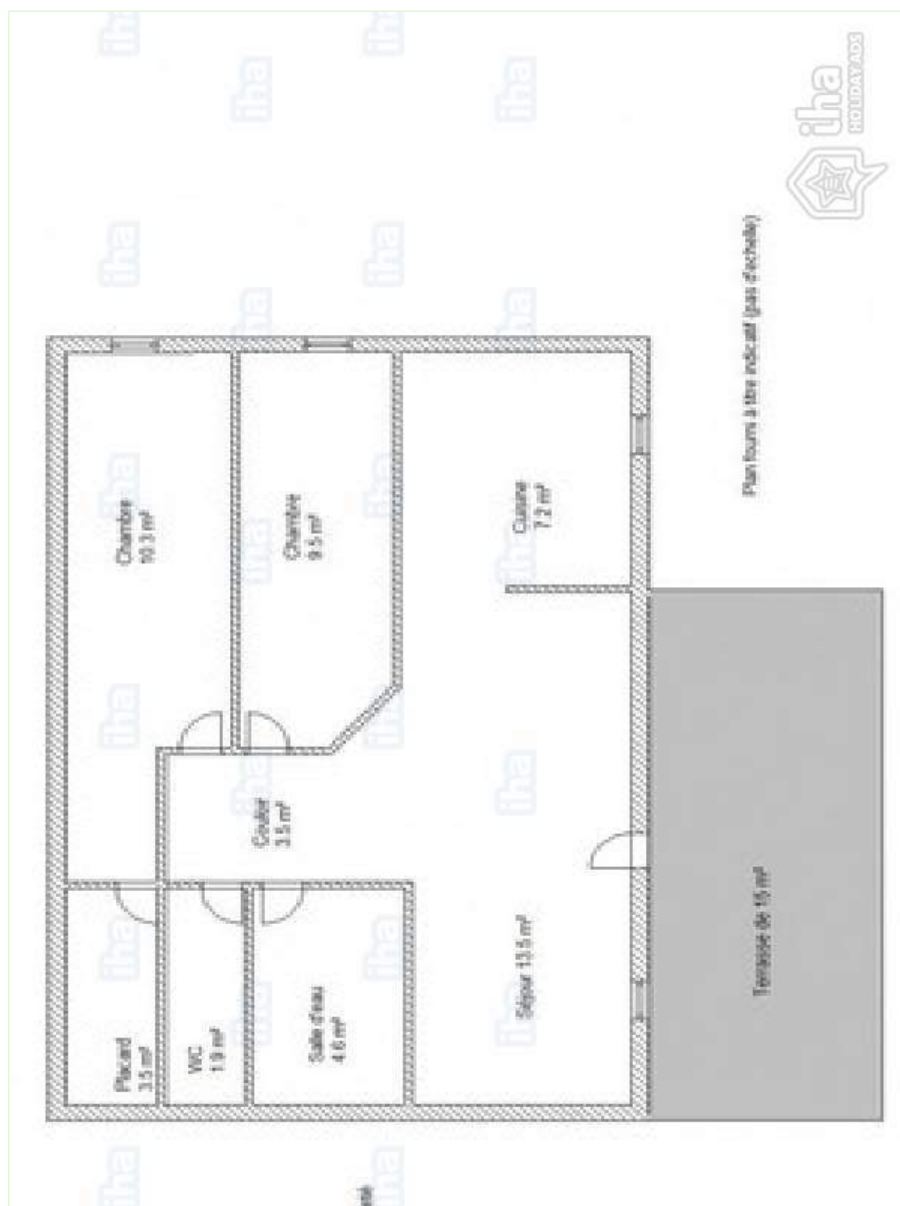 iha
HOLIDAY ADS
Placard
3.5 m²
WC
1.9 m²
Salle d'eau
4.6 m²
Séjour 13.5 m²
Terrasse de 15 m²
Couloir
3.5 m²
Chambre
10.3 m²
Chambre
9.5 m²
Cuisine
7.2 m²
Plan fourni à titre indicatif (pas d'echelle)